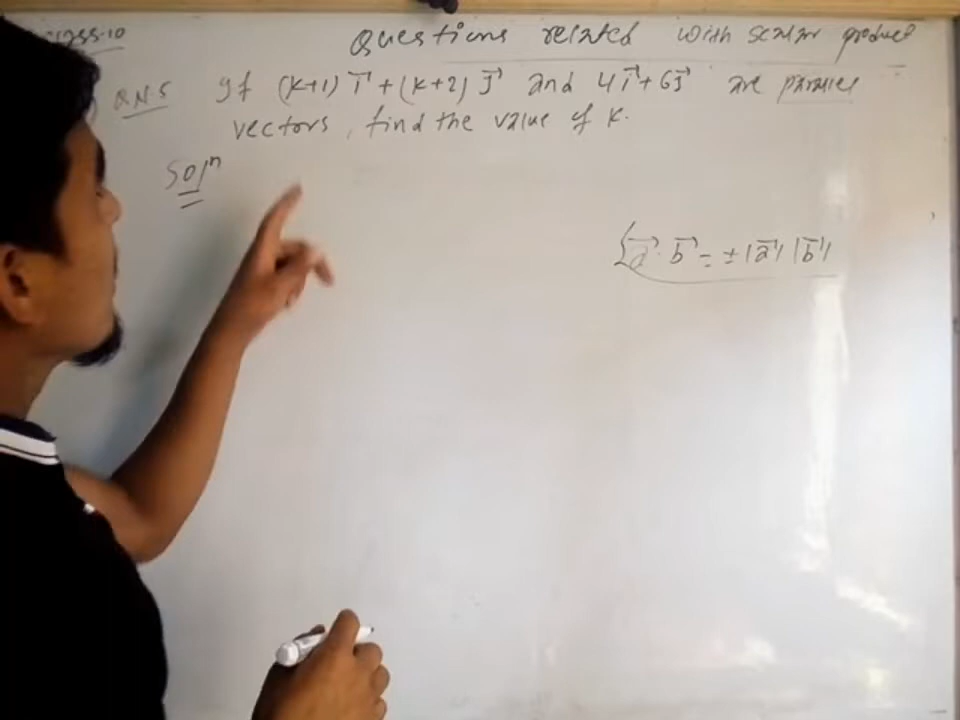 Questions related with scalar product
Q.N.5 If (k+1) i⃗ + (k+2) j⃗ and 4i⃗ + 6j⃗ are parallel
vectors, find the value of k.
Solⁿ
{a⃗ . b⃗ = ± |a⃗| |b⃗|